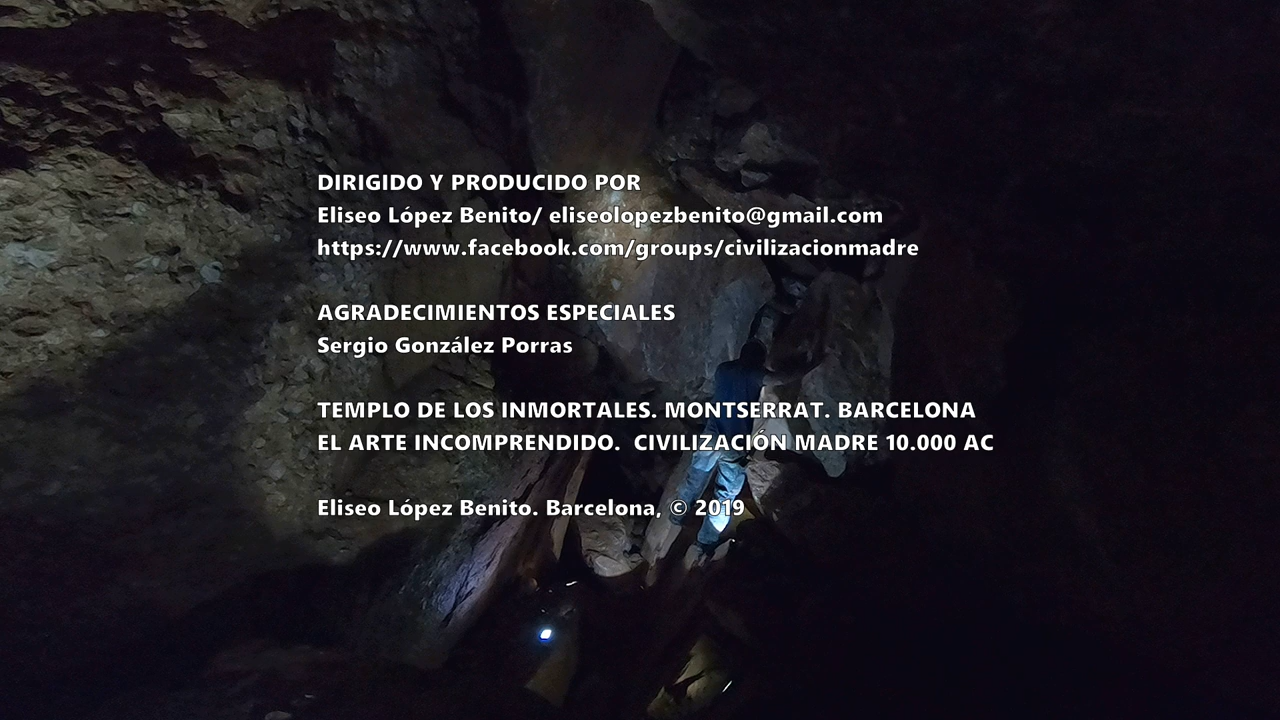 DIRIGIDO Y PRODUCIDO POR
Eliseo López Benito/ eliseolopezbenito@gmail.com
https://www.facebook.com/groups/civilizacionmadre
AGRADECIMIENTOS ESPECIALES
Sergio González Porras
TEMPLO DE LOS INMORTALES. MONTSERRAT. BARCELONA
EL ARTE INCOMPRENDIDO.  CIVILIZACIÓN MADRE 10.000 AC
Eliseo López Benito. Barcelona, © 2019